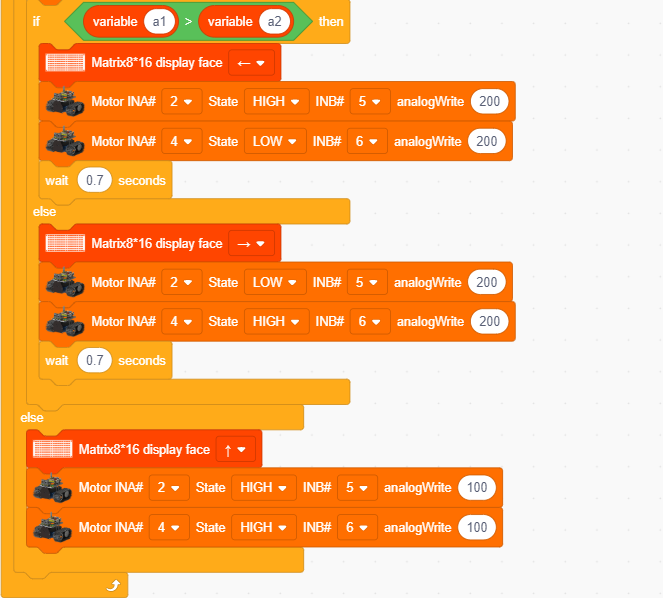 if variable a1 > variable a2 then
Matrix8*16 display face ←
Motor INA# 2 State HIGH INB# 5 analogWrite 200
Motor INA# 4 State LOW INB# 6 analogWrite 200
wait 0.7 seconds
else
Matrix8*16 display face →
Motor INA# 2 State LOW INB# 5 analogWrite 200
Motor INA# 4 State HIGH INB# 6 analogWrite 200
wait 0.7 seconds
else
Matrix8*16 display face ↑
Motor INA# 2 State HIGH INB# 5 analogWrite 100
Motor INA# 4 State HIGH INB# 6 analogWrite 100